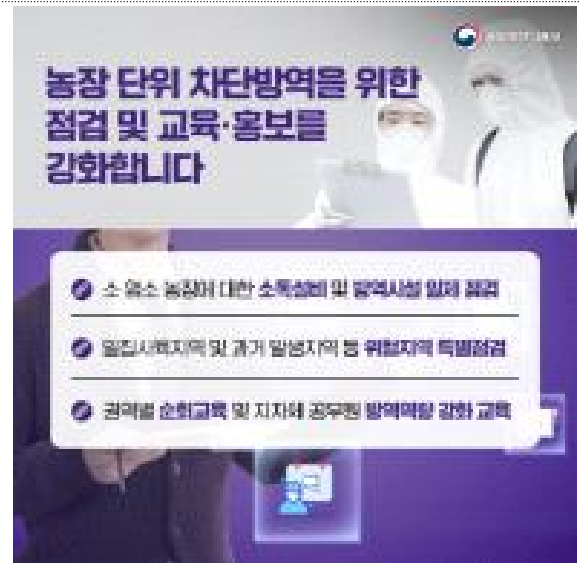 농장 단위 차단방역을 위한
점검 및 교육·홍보를
강화합니다
소 염소 농장에 대한 소독설비 및 방역시설 일제 점검
밀집사육지역 및 과거 발생지역 등 위험지역 특별점검
권역별 순회교육 및 지자체 공무원 방역역량 강화 교육